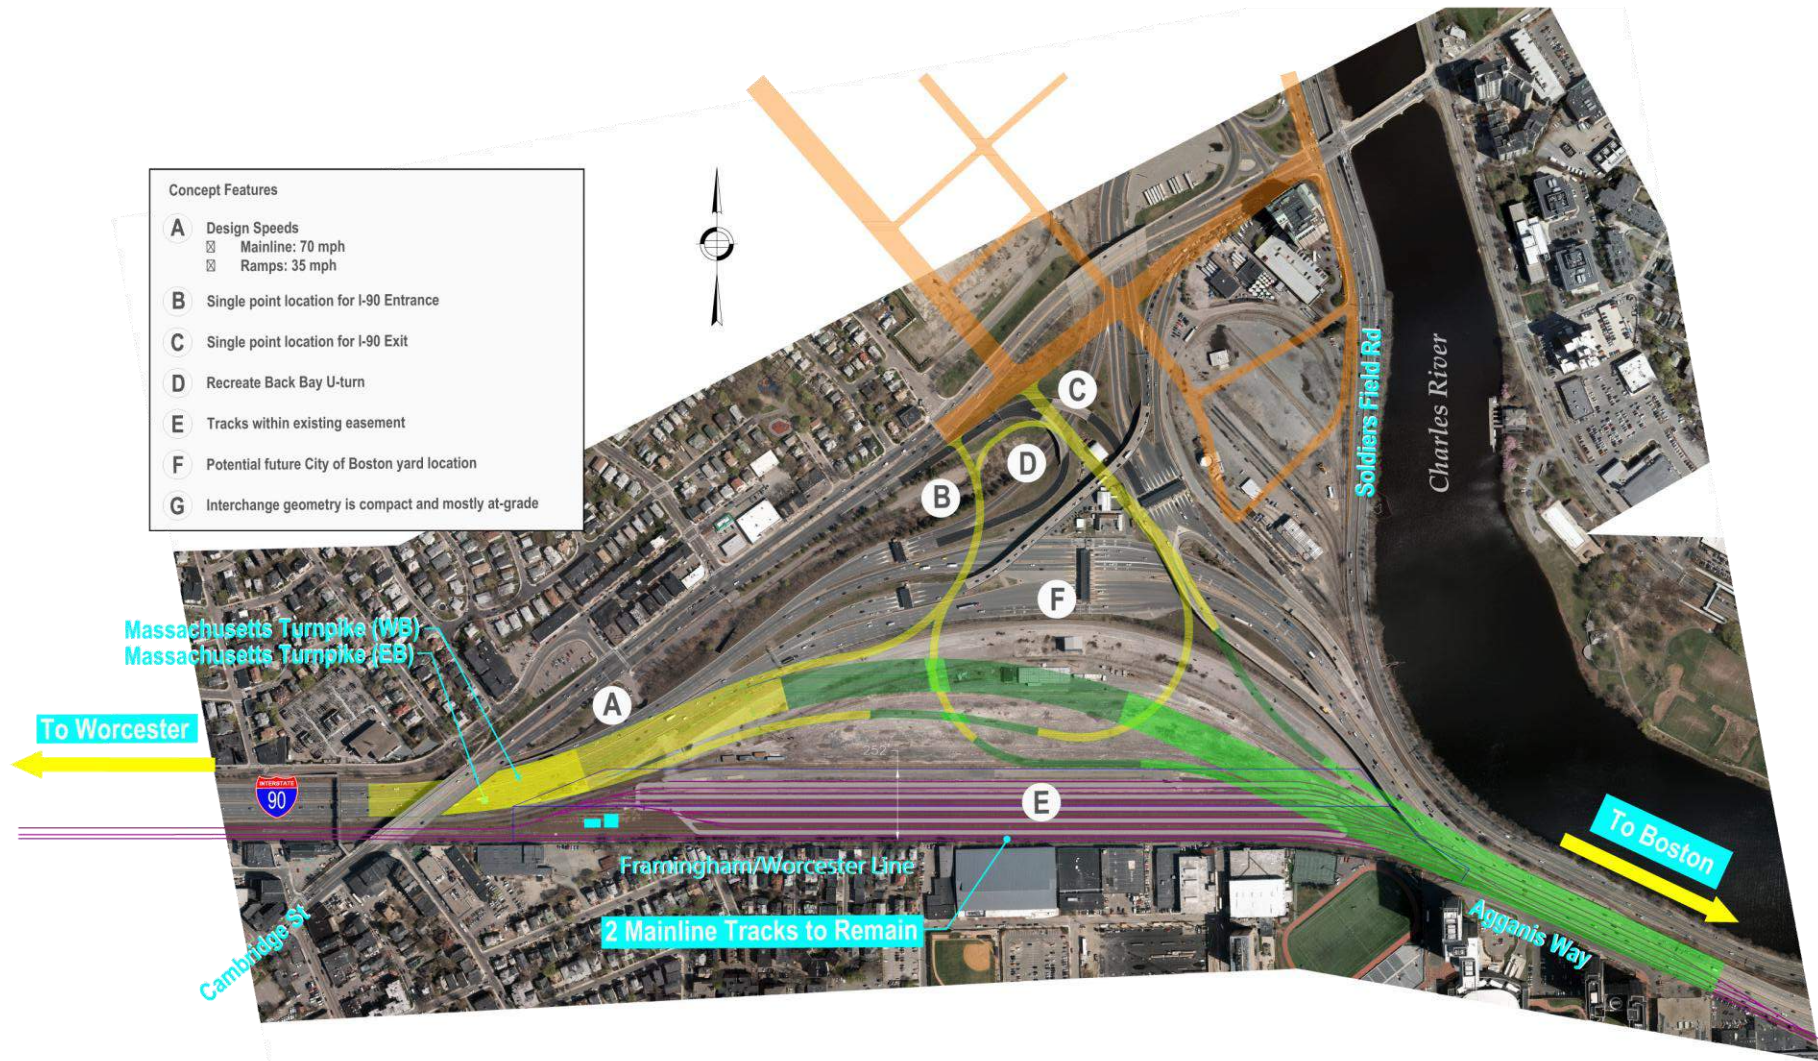 Concept Features
A Design Speeds
Mainline: 70 mph
Ramps: 35 mph
B Single point location for I-90 Entrance
C Single point location for I-90 Exit
D Recreate Back Bay U-turn
E Tracks within existing easement
F Potential future City of Boston yard location
G Interchange geometry is compact and mostly at-grade
C
D
B
F
A
E
Soldiers Field Rd
Charles River
Massachusetts Turnpike (WB)
Massachusetts Turnpike (EB)
To Worcester
INTERSTATE
90
252'
To Boston
Framingham/Worcester Line
2 Mainline Tracks to Remain
Agganis Way
Cambridge St